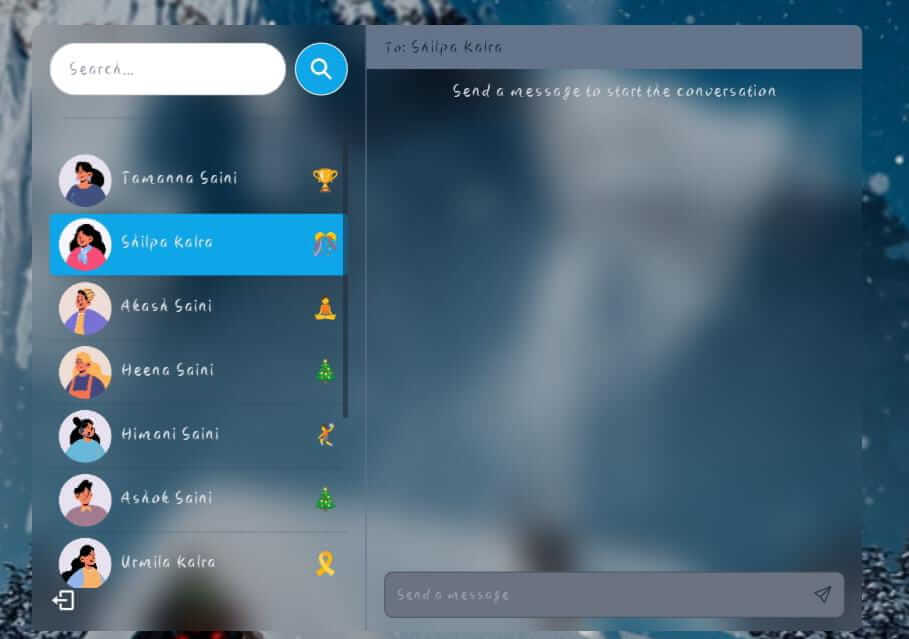 Search...
Tamanna Saini
Shilpa Kalra
Akash Saini
Heena Saini
Himani Saini
Ashok Saini
Urmila Kalra
To: Shilpa Kalra
Send a message to start the conversation
Send a message